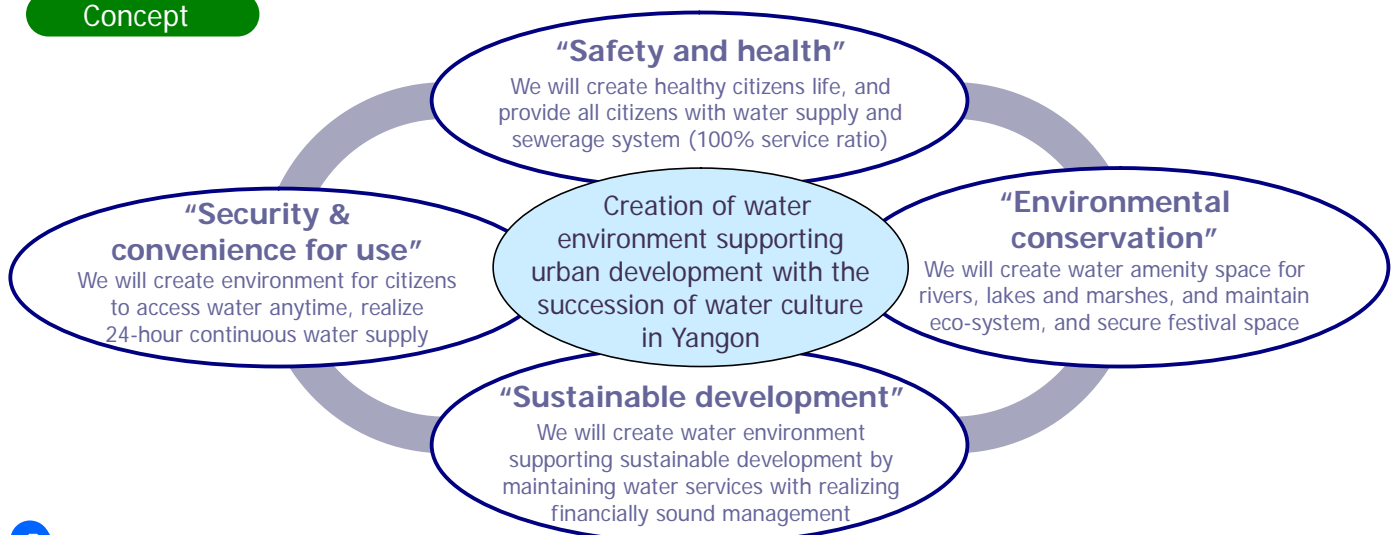 Concept
“Safety and health”
We will create healthy citizens life, and
provide all citizens with water supply and
sewerage system (100% service ratio)
“Security &
convenience for use”
We will create environment for citizens
to access water anytime, realize
24-hour continuous water supply
Creation of water
environment supporting
urban development with the
succession of water culture
in Yangon
“Environmental
conservation”
We will create water amenity space for
rivers, lakes and marshes, and maintain
eco-system, and secure festival space
“Sustainable development”
We will create water environment
supporting sustainable development by
maintaining water services with realizing
financially sound management